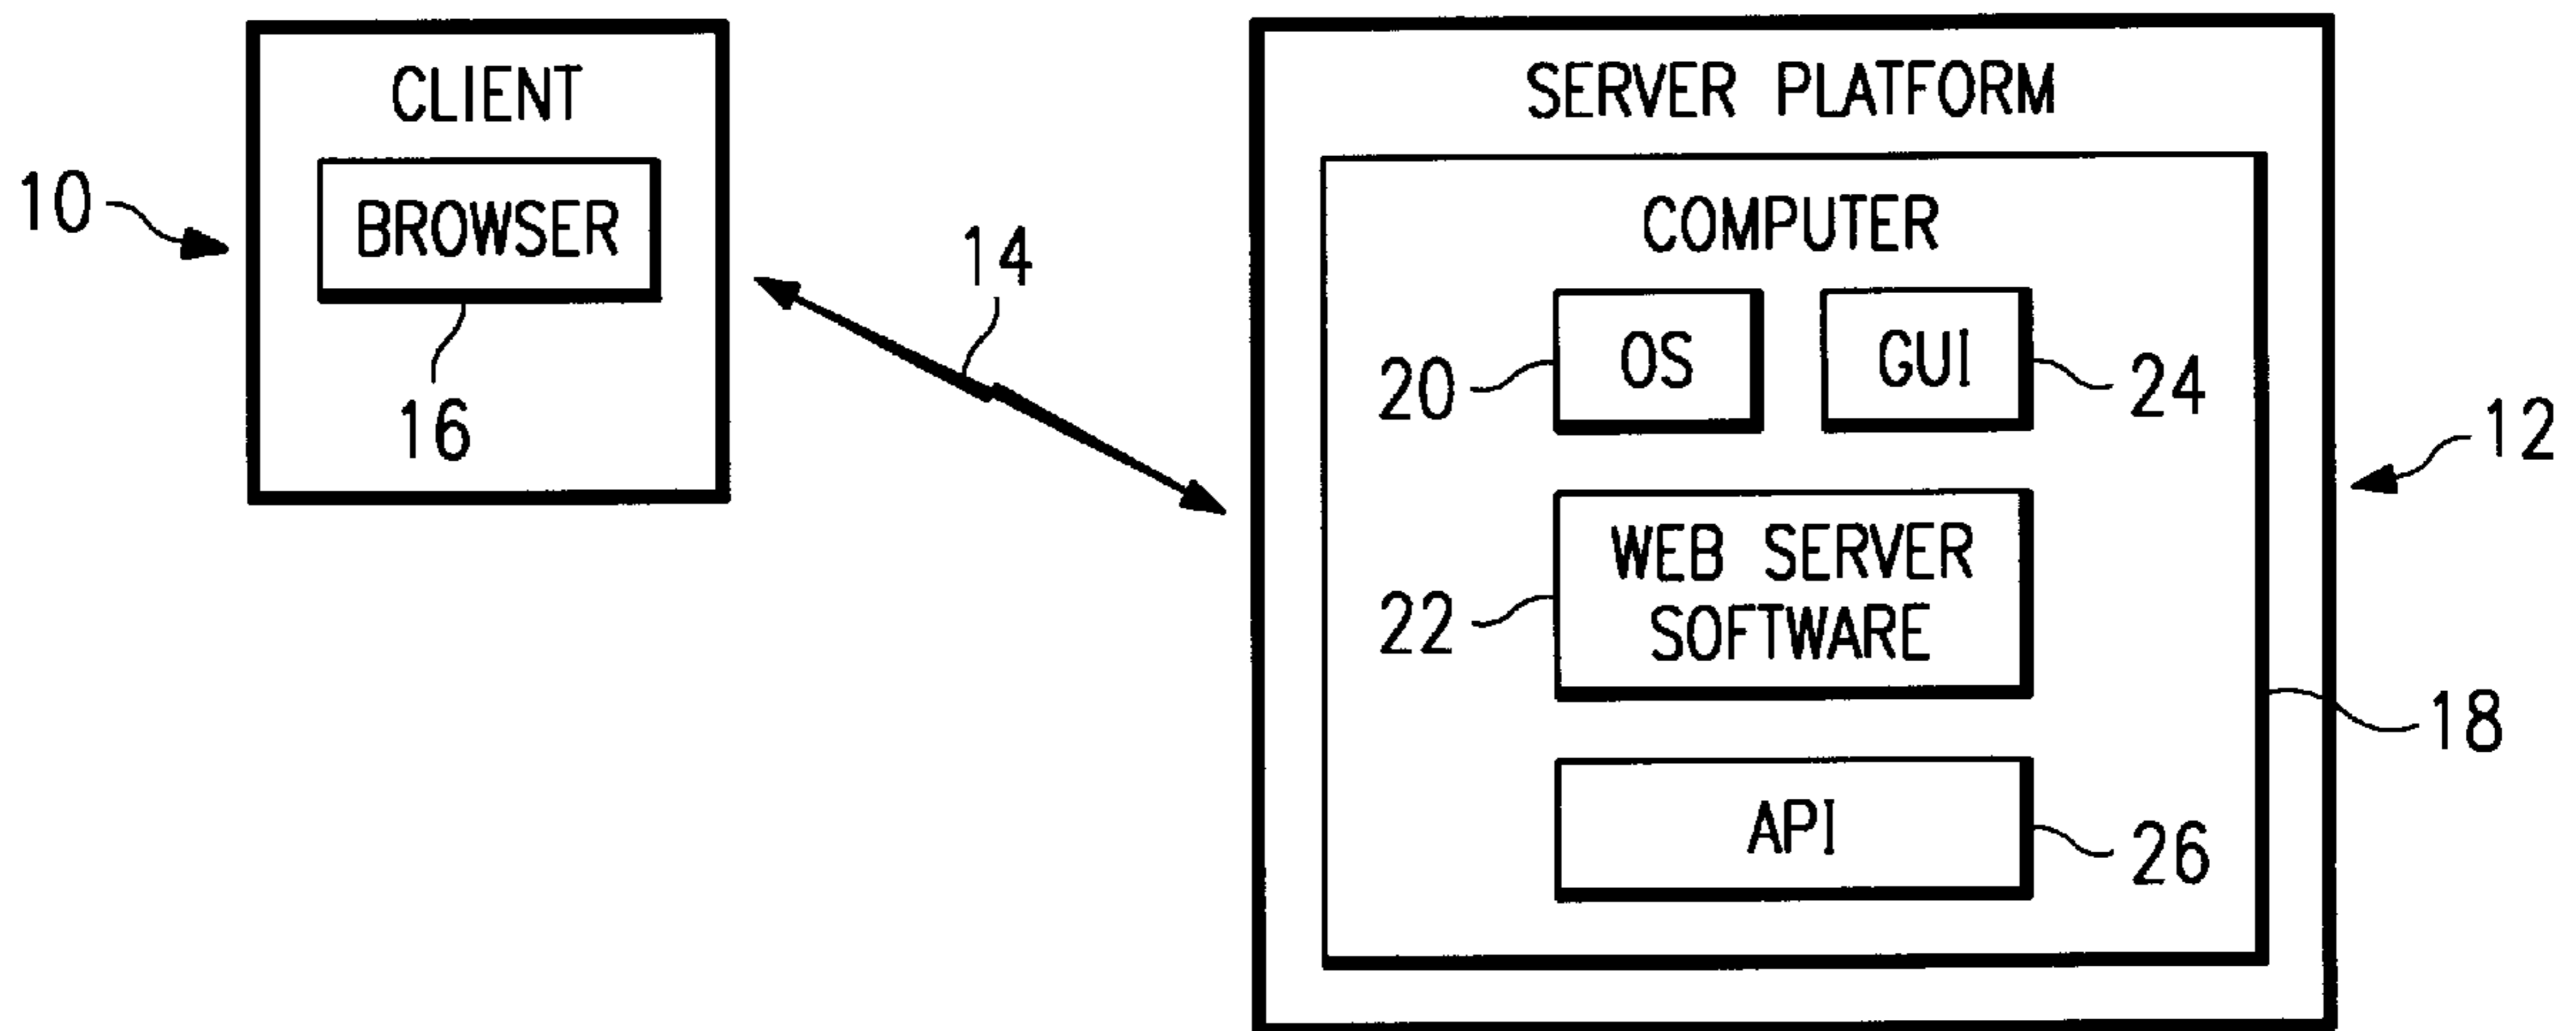 CLIENT
BROWSER
10
16
14
SERVER PLATFORM
COMPUTER
OS
GUI
20
24
12
WEB SERVER
SOFTWARE
22
18
API
26